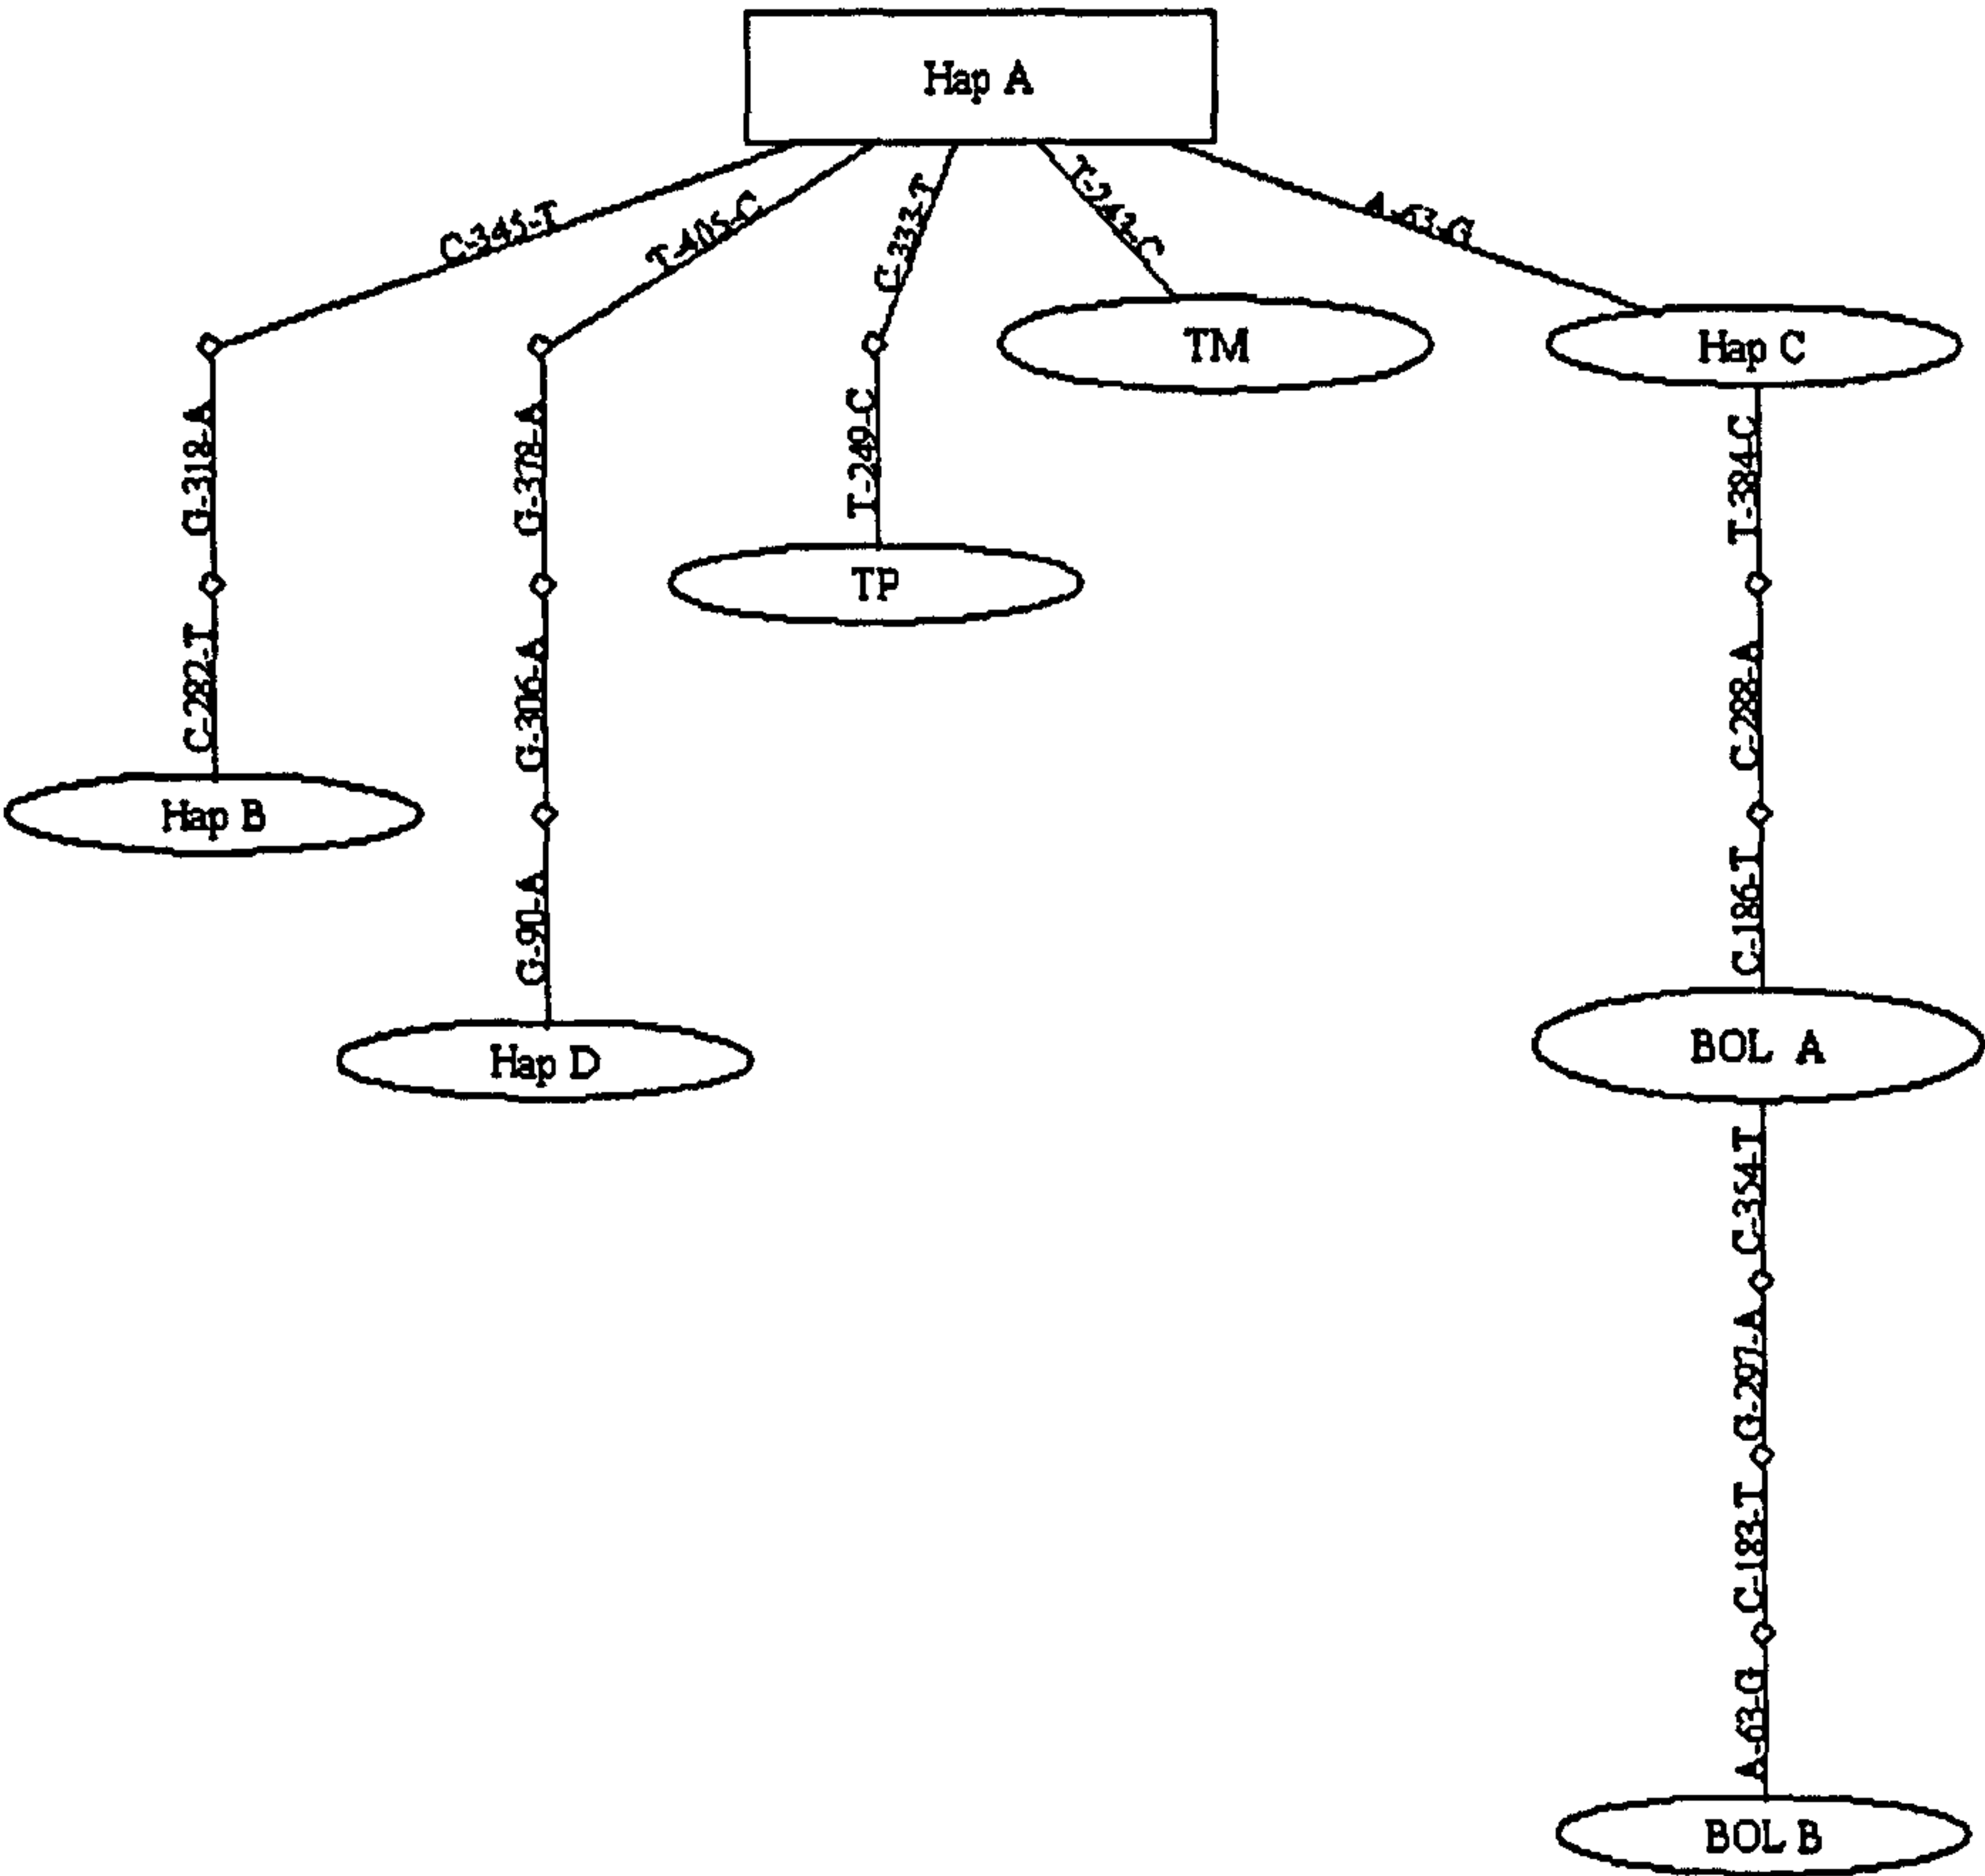 Hap A
C-345-T
T-405-C
C-333-T
A-63-G
TM
Hap C
G-318-A
G-378-A
T-249-C
T-384-C
TP
C-282-T
G-306-A
C-288-A
Hap B
G-90-A
C-186-T
Hap D
BOL A
C-354-T
G-297-A
C-183-T
A-63-G
BOL B